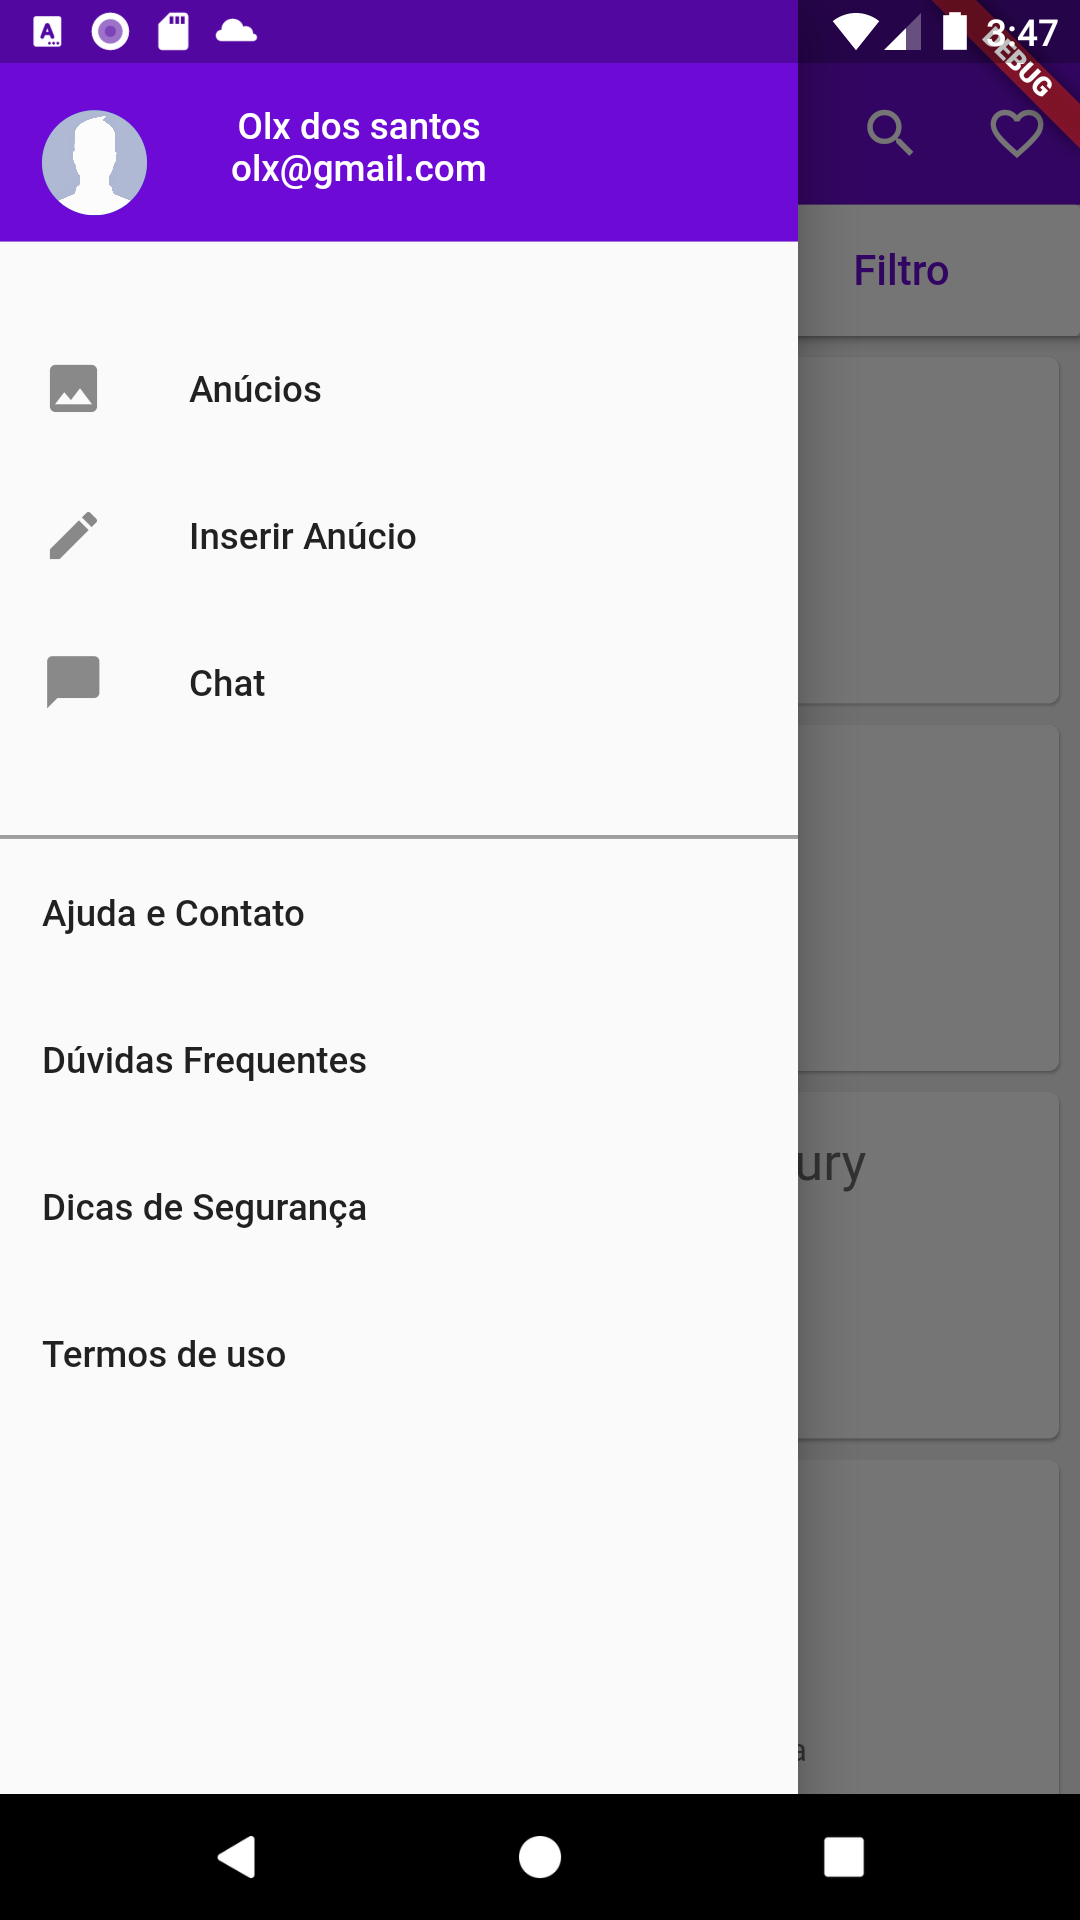 3:47
DEBUG
Olx dos santos
olx@gmail.com
Filtro
Anúcios
Inserir Anúcio
Chat
Ajuda e Contato
Dúvidas Frequentes
ury
Dicas de Segurança
Termos de uso
a